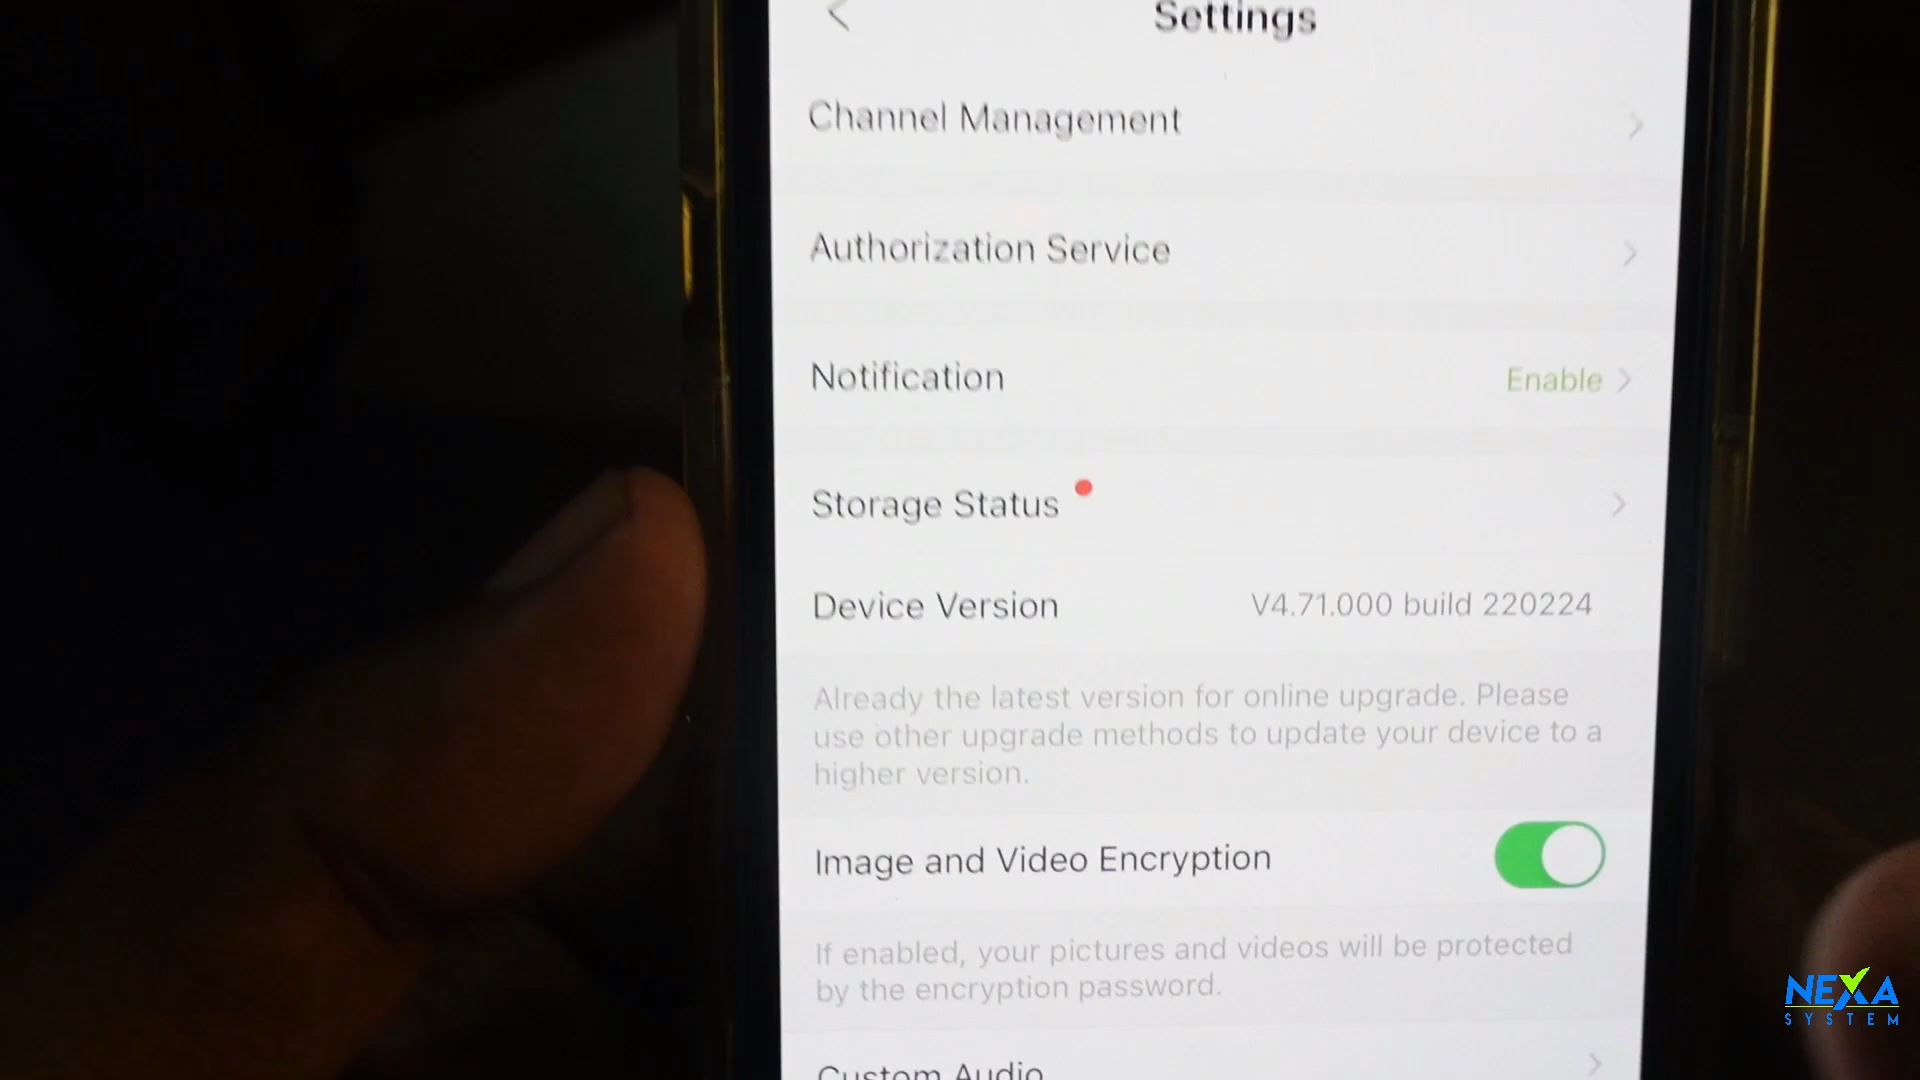 Settings
Channel Management
Authorization Service
Notification Enable
Storage Status
Device Version V4.71.000 build 220224
Already the latest version for online upgrade. Please
use other upgrade methods to update your device to a
higher version.
Image and Video Encryption
If enabled, your pictures and videos will be protected
by the encryption password.
Custom Audio
NEXA
SYSTEM